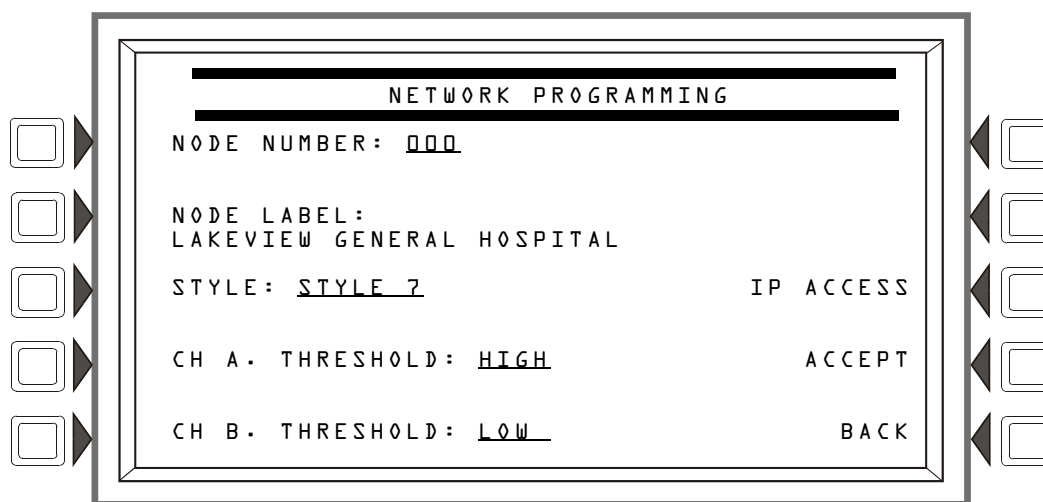 NETWORK PROGRAMMING
NODE NUMBER: 000
NODE LABEL:
LAKEVIEW GENERAL HOSPITAL
STYLE: STYLE 7
IP ACCESS
CH A. THRESHOLD: HIGH
ACCEPT
CH B. THRESHOLD: LOW
BACK